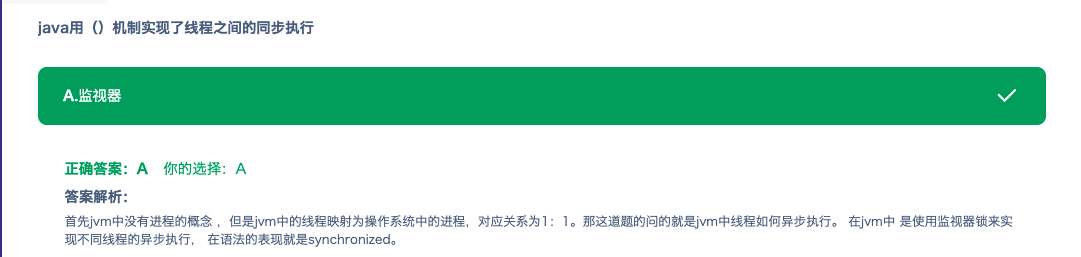 java用（）机制实现了线程之间的同步执行
A.监视器
正确答案：A 你的选择：A
答案解析：
首先jvm中没有进程的概念 ，但是jvm中的线程映射为操作系统中的进程，对应关系为1：1。那这道题的问的就是jvm中线程如何异步执行。 在jvm中 是使用监视器锁来实
现不同线程的异步执行， 在语法的表现就是synchronized。